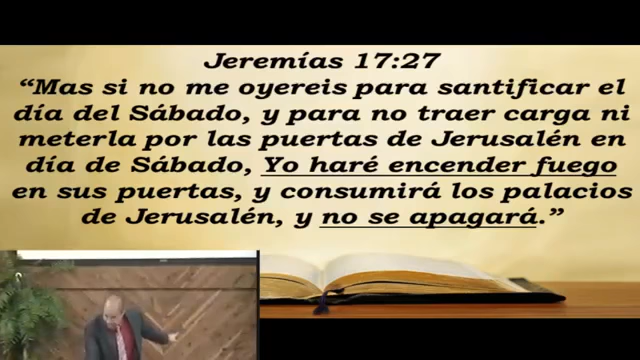 Jeremías 17:27
“Mas si no me oyereis para santificar el
día del Sábado, y para no traer carga ni
meterla por las puertas de Jerusalén en
día de Sábado, Yo haré encender fuego
en sus puertas, y consumirá los palacios
de Jerusalén, y no se apagará.”